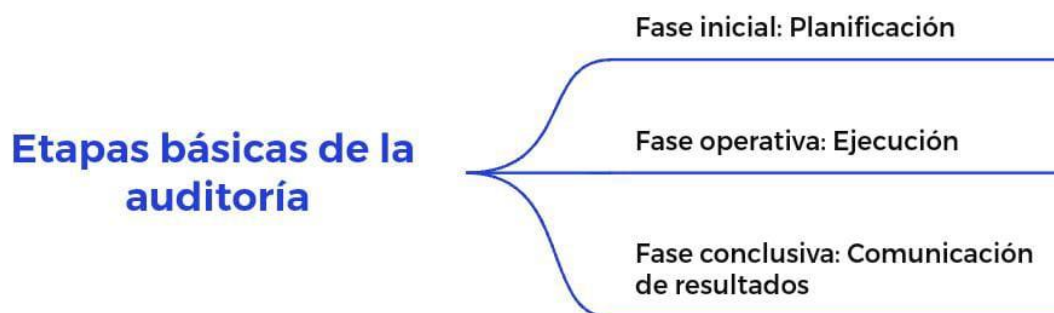 Etapas básicas de la
auditoría
Fase inicial: Planificación
Fase operativa: Ejecución
Fase conclusiva: Comunicación
de resultados